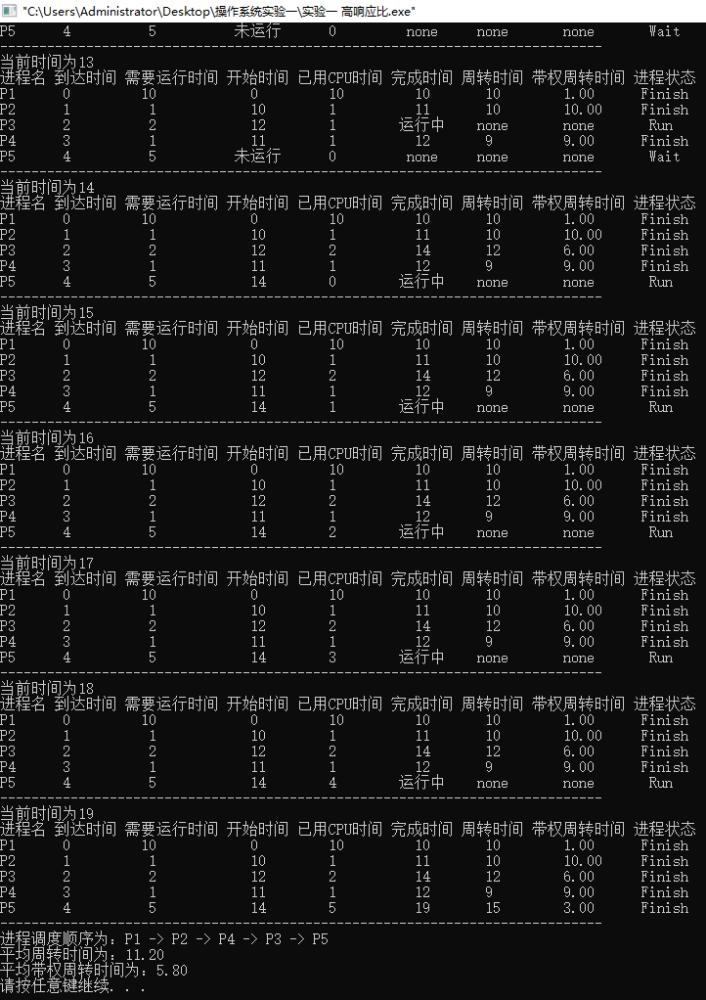 "C:\Users\Administrator\Desktop\操作系统实验一\实验一 高响应比.exe"
P5 4 5 未运行 0 none none none Wait
--------------------------------------------------------------------------------
当前时间为13
进程名 到达时间 需要运行时间 开始时间 已用CPU时间 完成时间 周转时间 带权周转时间 进程状态
P1 0 10 0 10 10 10 1.00 Finish
P2 1 1 10 1 11 10 10.00 Finish
P3 2 2 12 1 运行中 none none Run
P4 3 1 11 1 12 9 9.00 Finish
P5 4 5 未运行 0 none none none Wait
--------------------------------------------------------------------------------
当前时间为14
进程名 到达时间 需要运行时间 开始时间 已用CPU时间 完成时间 周转时间 带权周转时间 进程状态
P1 0 10 0 10 10 10 1.00 Finish
P2 1 1 10 1 11 10 10.00 Finish
P3 2 2 12 2 14 12 6.00 Finish
P4 3 1 11 1 12 9 9.00 Finish
P5 4 5 14 0 运行中 none none Run
--------------------------------------------------------------------------------
当前时间为15
进程名 到达时间 需要运行时间 开始时间 已用CPU时间 完成时间 周转时间 带权周转时间 进程状态
P1 0 10 0 10 10 10 1.00 Finish
P2 1 1 10 1 11 10 10.00 Finish
P3 2 2 12 2 14 12 6.00 Finish
P4 3 1 11 1 12 9 9.00 Finish
P5 4 5 14 1 运行中 none none Run
--------------------------------------------------------------------------------
当前时间为16
进程名 到达时间 需要运行时间 开始时间 已用CPU时间 完成时间 周转时间 带权周转时间 进程状态
P1 0 10 0 10 10 10 1.00 Finish
P2 1 1 10 1 11 10 10.00 Finish
P3 2 2 12 2 14 12 6.00 Finish
P4 3 1 11 1 12 9 9.00 Finish
P5 4 5 14 2 运行中 none none Run
--------------------------------------------------------------------------------
当前时间为17
进程名 到达时间 需要运行时间 开始时间 已用CPU时间 完成时间 周转时间 带权周转时间 进程状态
P1 0 10 0 10 10 10 1.00 Finish
P2 1 1 10 1 11 10 10.00 Finish
P3 2 2 12 2 14 12 6.00 Finish
P4 3 1 11 1 12 9 9.00 Finish
P5 4 5 14 3 运行中 none none Run
--------------------------------------------------------------------------------
当前时间为18
进程名 到达时间 需要运行时间 开始时间 已用CPU时间 完成时间 周转时间 带权周转时间 进程状态
P1 0 10 0 10 10 10 1.00 Finish
P2 1 1 10 1 11 10 10.00 Finish
P3 2 2 12 2 14 12 6.00 Finish
P4 3 1 11 1 12 9 9.00 Finish
P5 4 5 14 4 运行中 none none Run
--------------------------------------------------------------------------------
当前时间为19
进程名 到达时间 需要运行时间 开始时间 已用CPU时间 完成时间 周转时间 带权周转时间 进程状态
P1 0 10 0 10 10 10 1.00 Finish
P2 1 1 10 1 11 10 10.00 Finish
P3 2 2 12 2 14 12 6.00 Finish
P4 3 1 11 1 12 9 9.00 Finish
P5 4 5 14 5 19 15 3.00 Finish
--------------------------------------------------------------------------------
进程调度顺序为: P1 -> P2 -> P4 -> P3 -> P5
平均周转时间为: 11.20
平均带权周转时间为: 5.80
请按任意键继续. . .